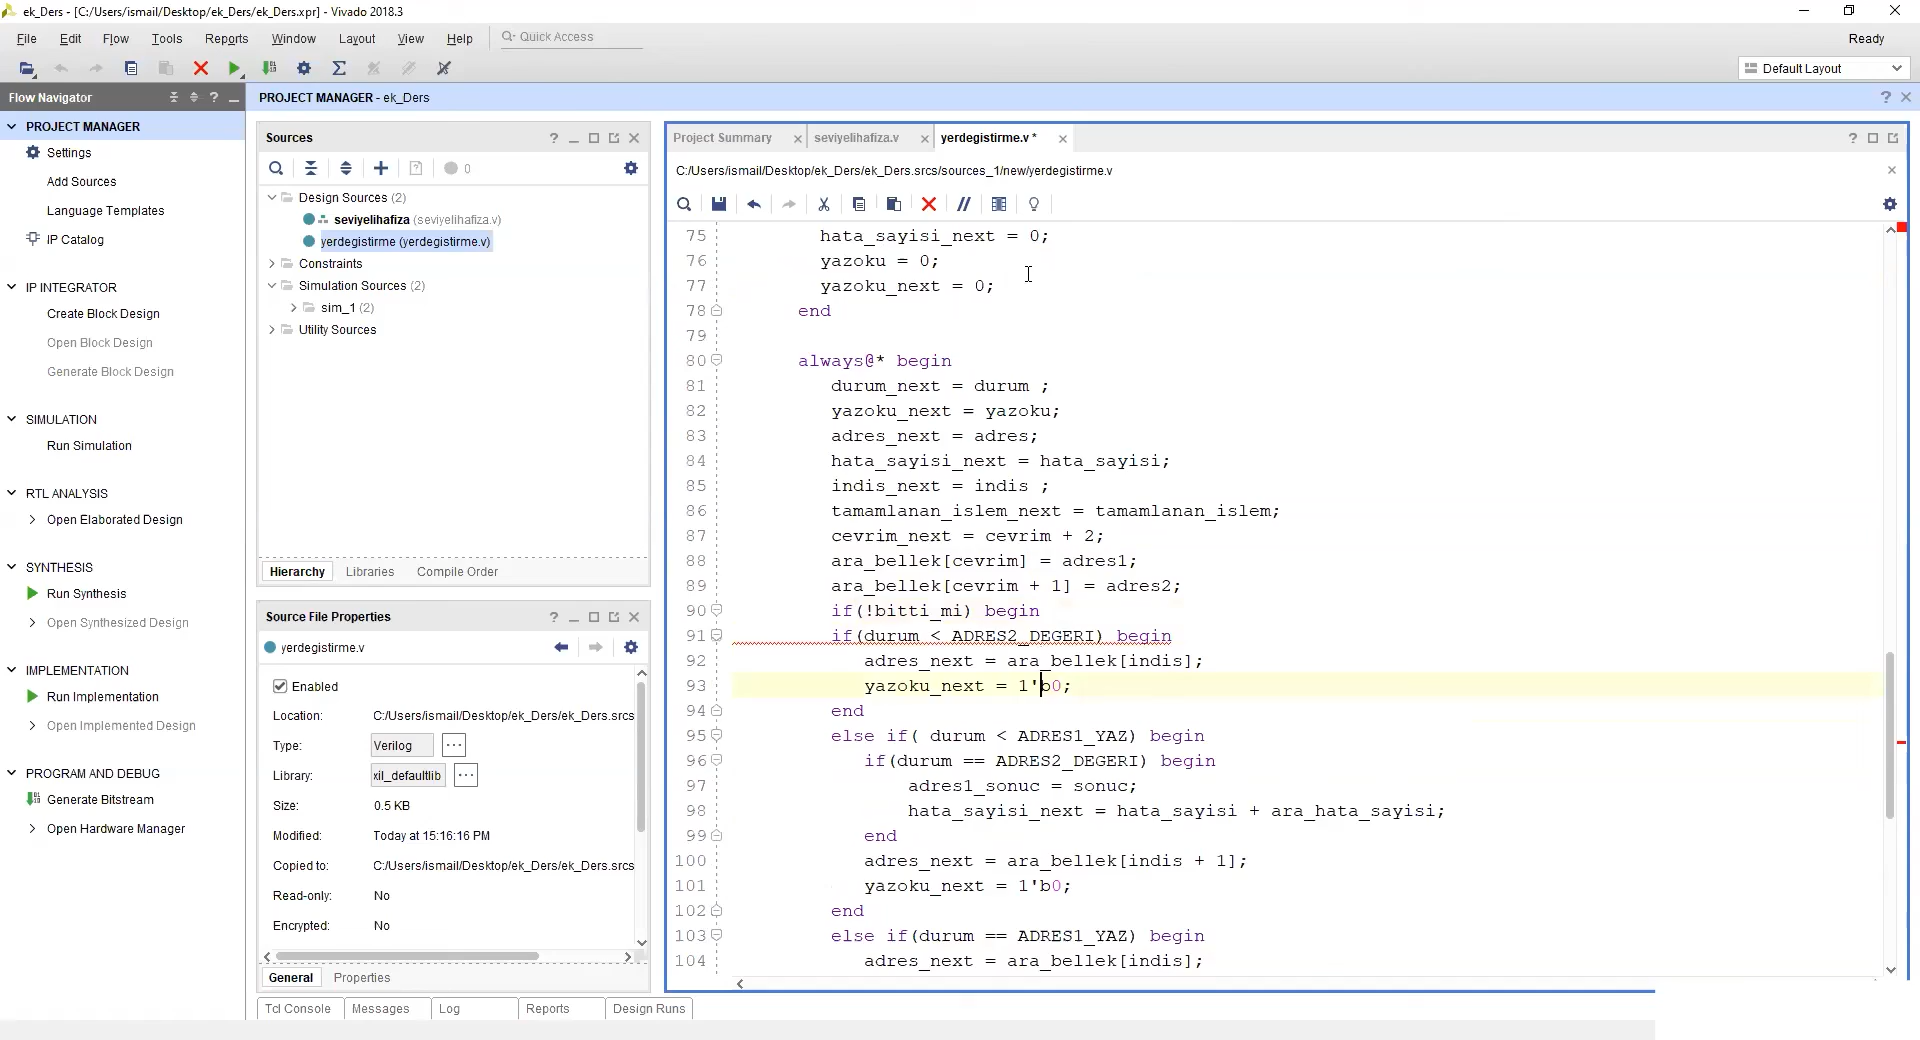 ek_Ders - [C:/Users/ismail/Desktop/ek_Ders/ek_Ders.xpr] - Vivado 2018.3
File Edit Flow Tools Reports Window Layout View Help Quick Access
Ready
Default Layout
Flow Navigator
PROJECT MANAGER - ek_Ders
PROJECT MANAGER
Settings
Add Sources
Language Templates
IP Catalog
IP INTEGRATOR
Create Block Design
Open Block Design
Generate Block Design
SIMULATION
Run Simulation
RTL ANALYSIS
Open Elaborated Design
SYNTHESIS
Run Synthesis
Open Synthesized Design
IMPLEMENTATION
Run Implementation
Open Implemented Design
PROGRAM AND DEBUG
Generate Bitstream
Open Hardware Manager
Sources
0
Design Sources (2)
seviyelihafiza (seviyelihafiza.v)
yerdegistirme (yerdegistirme.v)
Constraints
Simulation Sources (2)
sim_1 (2)
Utility Sources
Hierarchy Libraries Compile Order
Source File Properties
yerdegistirme.v
Enabled
Location: C:/Users/ismail/Desktop/ek_Ders/ek_Ders.srcs
Type: Verilog
Library: xil_defaultlib
Size: 0.5 KB
Modified: Today at 15:16:16 PM
Copied to: C:/Users/ismail/Desktop/ek_Ders/ek_Ders.srcs
Read-only: No
Encrypted: No
General Properties
Tcl Console Messages Log Reports Design Runs
Project Summary seviyelihafiza.v yerdegistirme.v *
C:/Users/ismail/Desktop/ek_Ders/ek_Ders.srcs/sources_1/new/yerdegistirme.v
75 hata_sayisi_next = 0;
76 yazoku = 0;
77 yazoku_next = 0;
78 end
79
80 always@* begin
81 durum_next = durum ;
82 yazoku_next = yazoku;
83 adres_next = adres;
84 hata_sayisi_next = hata_sayisi;
85 indis_next = indis ;
86 tamamlanan_islem_next = tamamlanan_islem;
87 cevrim_next = cevrim + 2;
88 ara_bellek[cevrim] = adres1;
89 ara_bellek[cevrim + 1] = adres2;
90 if(!bitti_mi) begin
91 if(durum < ADRES2_DEGERI) begin
92 adres_next = ara_bellek[indis];
93 yazoku_next = 1'b0;
94 end
95 else if( durum < ADRES1_YAZ) begin
96 if(durum == ADRES2_DEGERI) begin
97 adres1_sonuc = sonuc;
98 hata_sayisi_next = hata_sayisi + ara_hata_sayisi;
99 end
100 adres_next = ara_bellek[indis + 1];
101 yazoku_next = 1'b0;
102 end
103 else if(durum == ADRES1_YAZ) begin
104 adres_next = ara_bellek[indis];